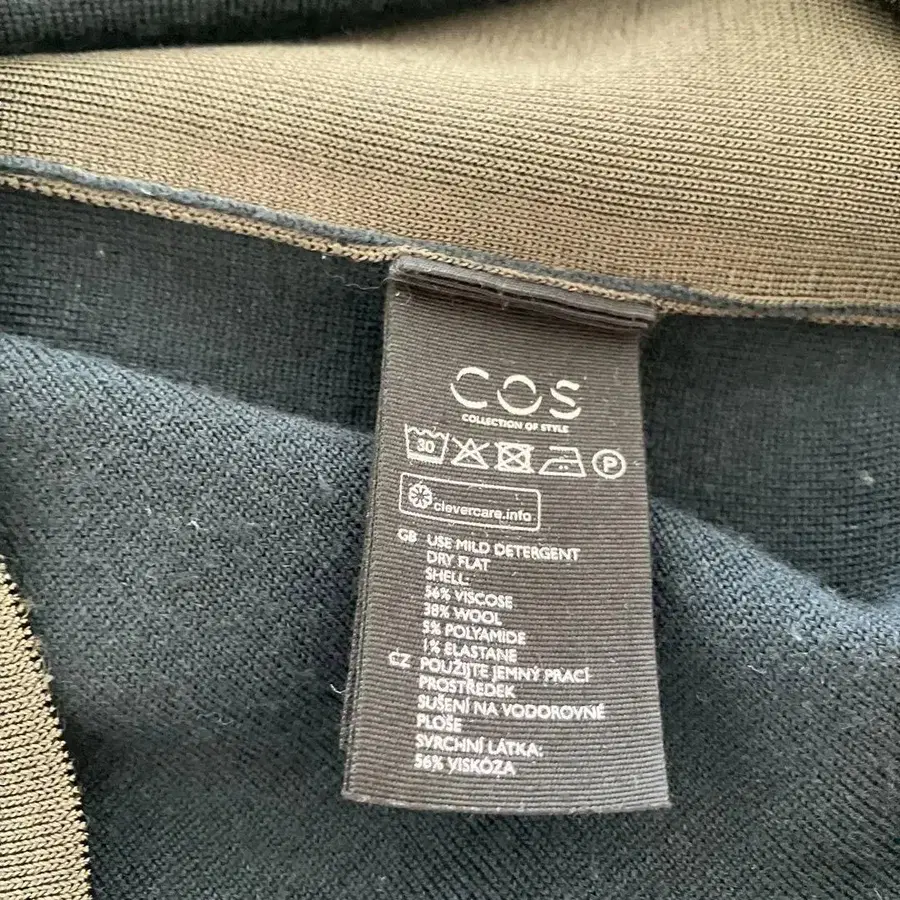 COS
COLLECTION OF STYLE
30 P
clevercare.info
GB USE MILD DETERGENT
DRY FLAT
SHELL:
56% VISCOSE
38% WOOL
5% POLYAMIDE
1% ELASTANE
CZ POUŽIJTE JEMNÝ PRACÍ
PROSTŘEDEK
SUŠENÍ NA VODOROVNÉ
PLOŠE
SVRCHNÍ LÁTKA:
56% VISKÓZA